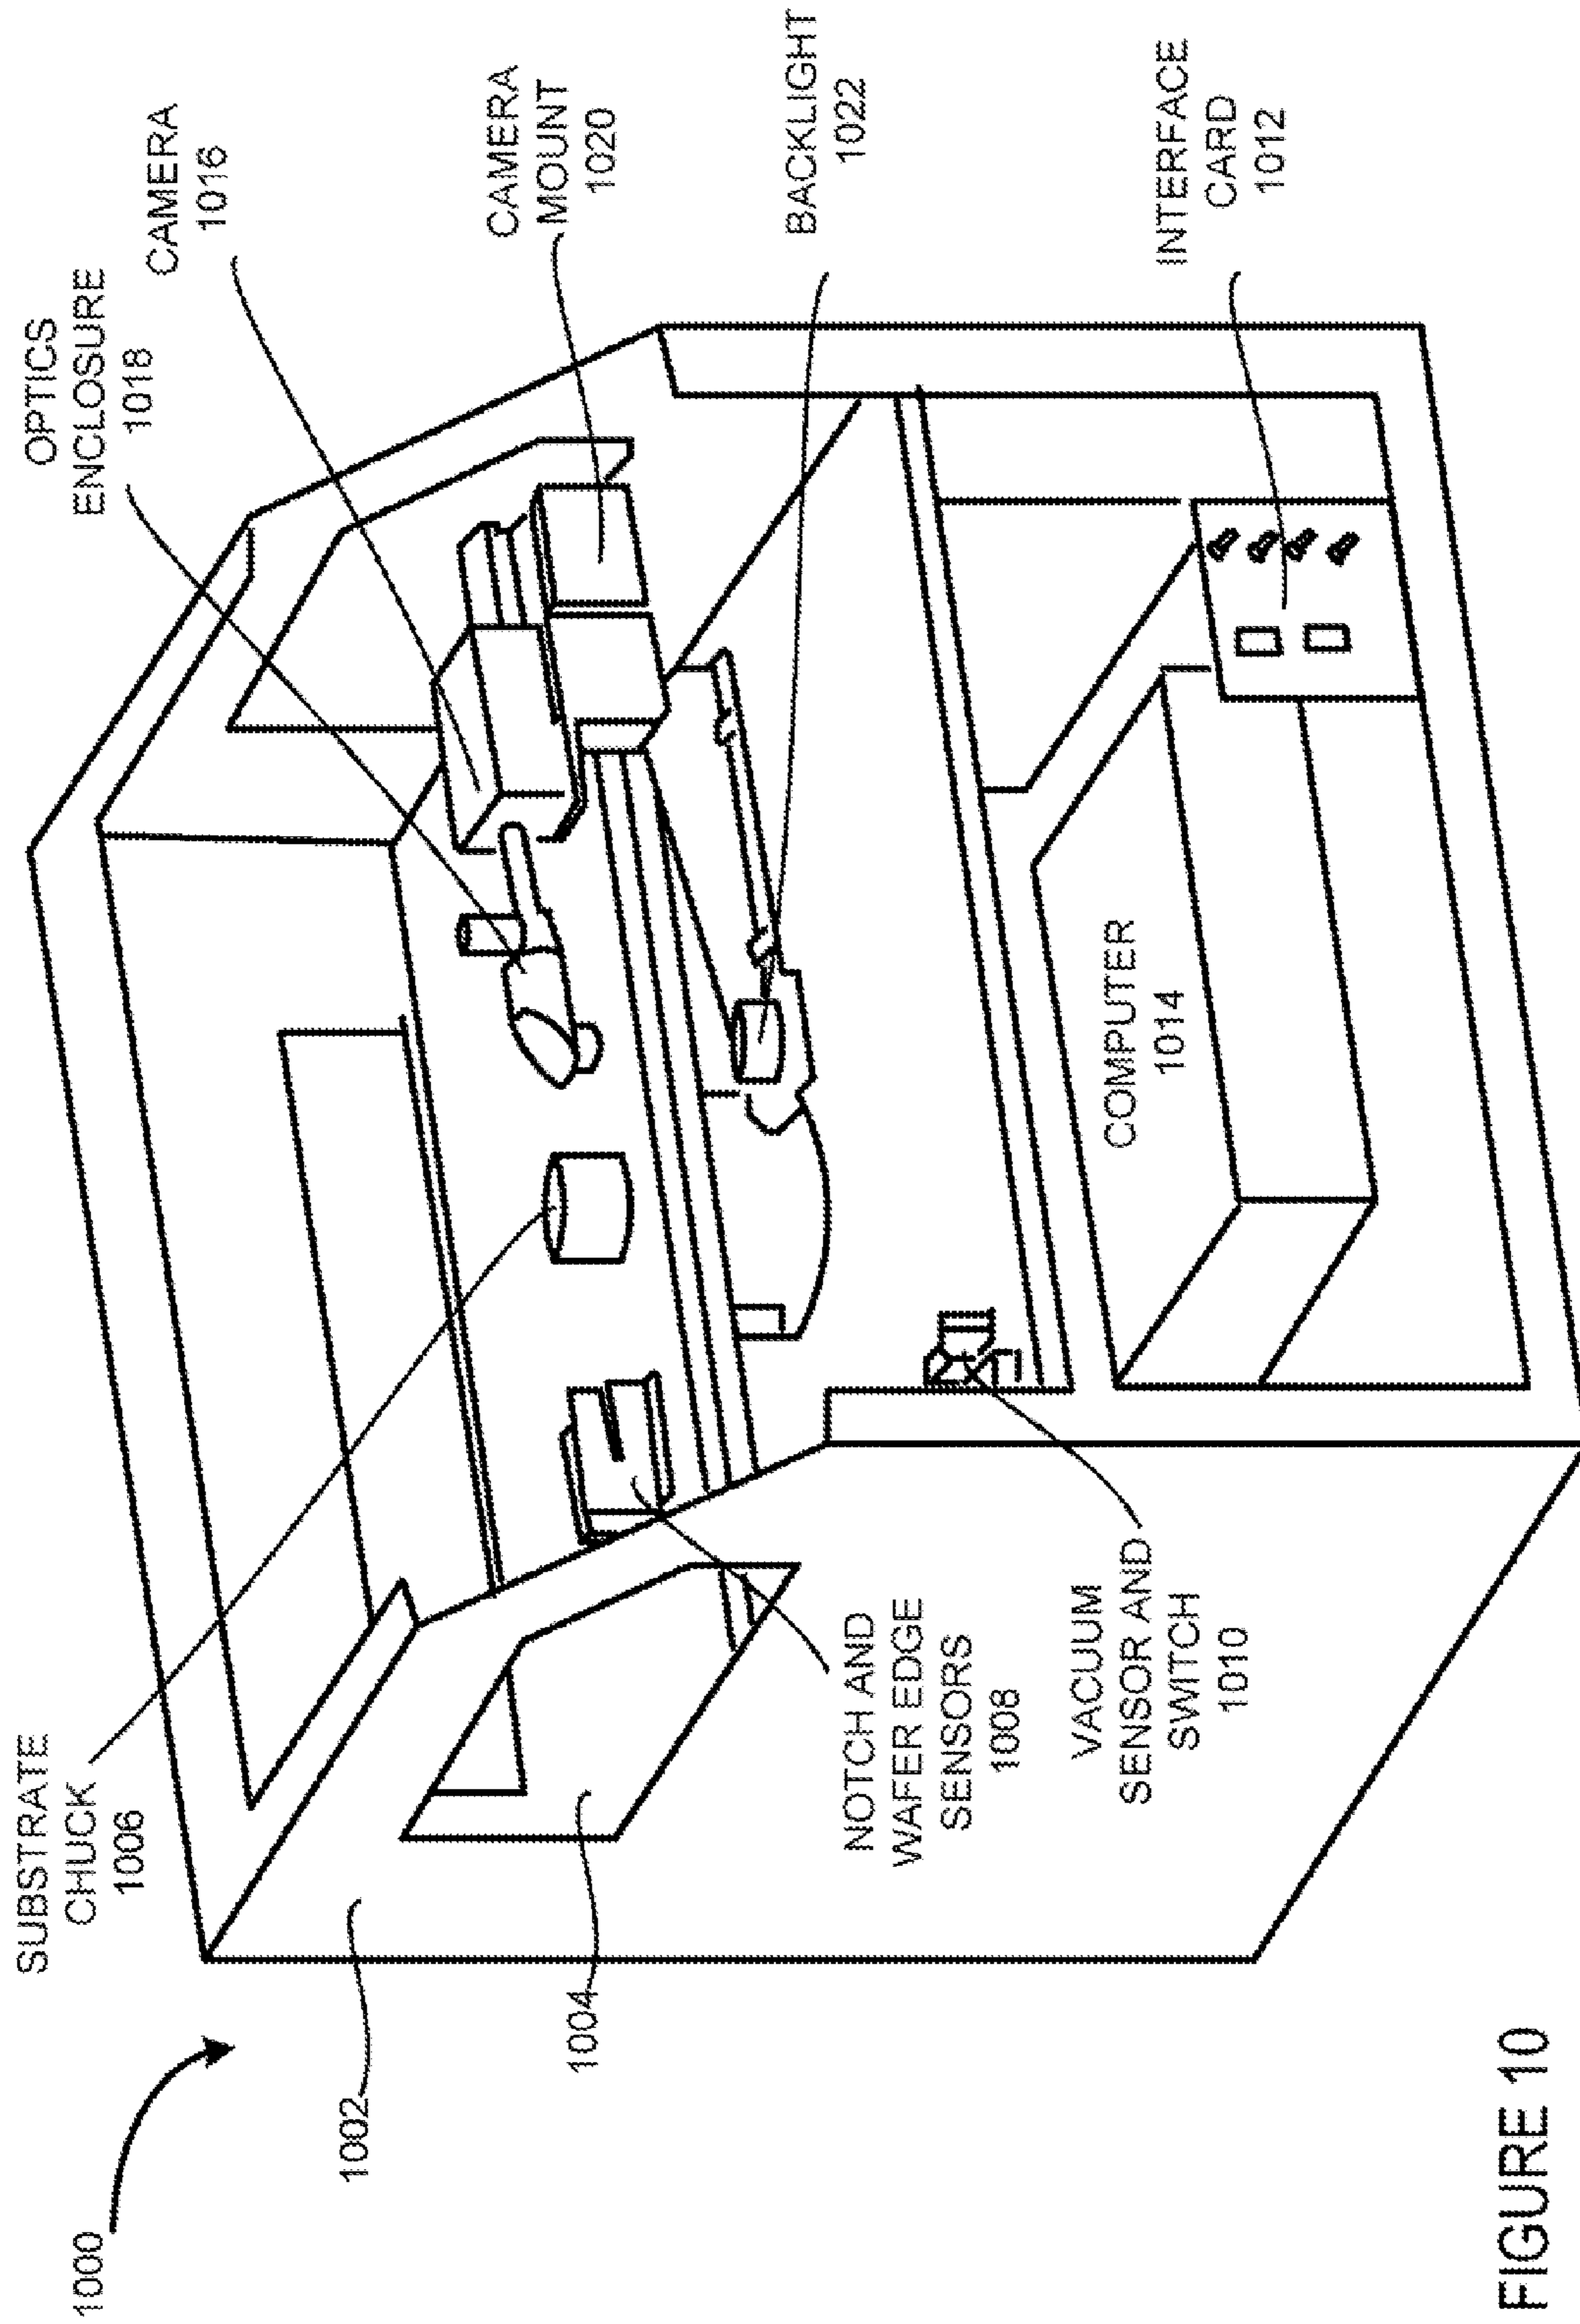 1000
1002
1004
SUBSTRATE
CHUCK
1006
OPTICS
ENCLOSURE
1018
CAMERA
1016
CAMERA
MOUNT
1020
BACKLIGHT
1022
NOTCH AND
WAFER EDGE
SENSORS
1008
VACUUM
SENSOR AND
SWITCH
1010
COMPUTER
1014
INTERFACE
CARD
1012
FIGURE 10